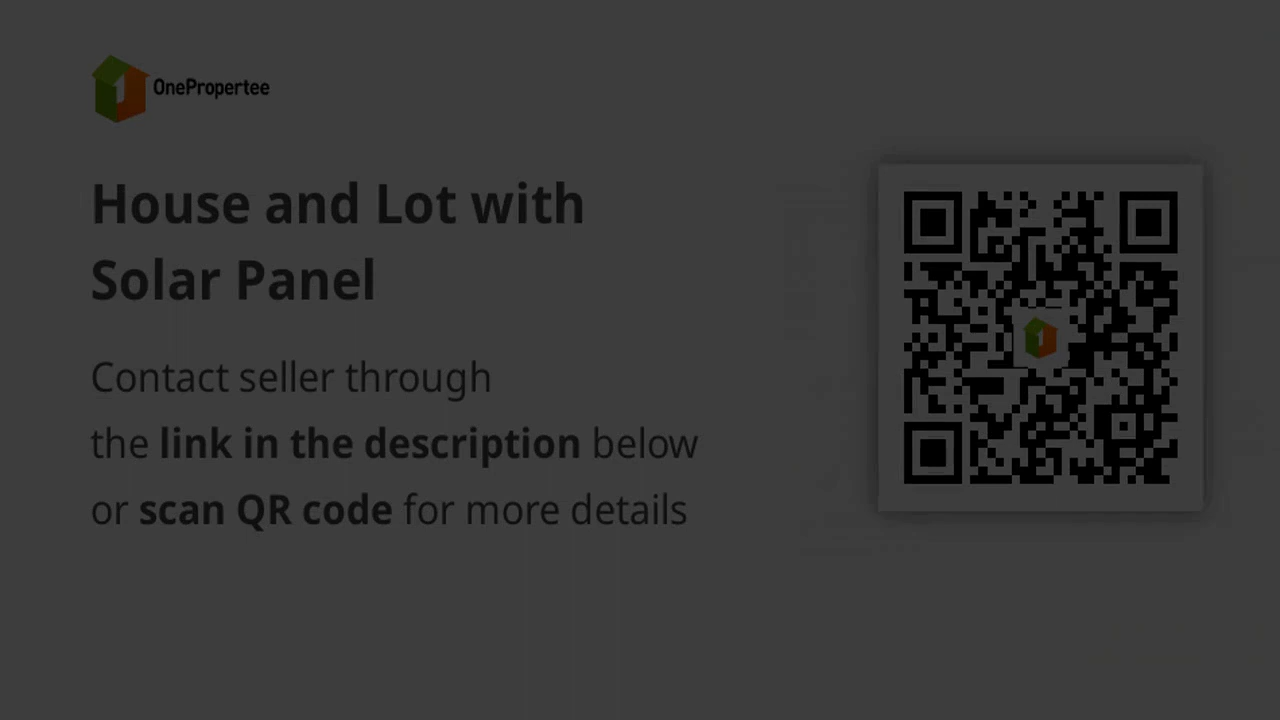 OnePropertee
House and Lot with
Solar Panel
Contact seller through
the link in the description below
or scan QR code for more details